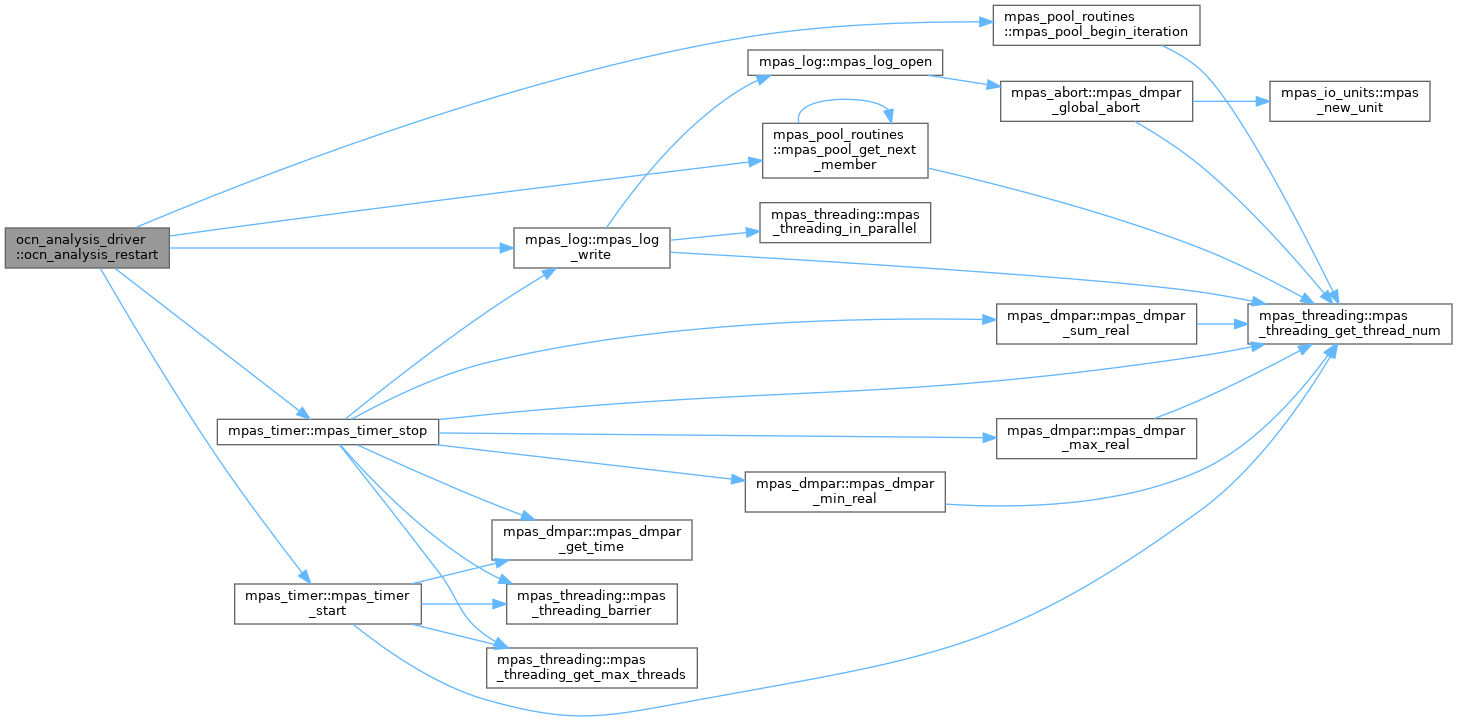 mpas_pool_routines
::mpas_pool_begin_iteration
mpas_log::mpas_log_open
mpas_abort::mpas_dmpar
_global_abort
mpas_io_units::mpas
_new_unit
mpas_pool_routines
::mpas_pool_get_next
_member
mpas_threading::mpas
_threading_in_parallel
ocn_analysis_driver
::ocn_analysis_restart
mpas_log::mpas_log
_write
mpas_dmpar::mpas_dmpar
_sum_real
mpas_threading::mpas
_threading_get_thread_num
mpas_timer::mpas_timer_stop
mpas_dmpar::mpas_dmpar
_max_real
mpas_dmpar::mpas_dmpar
_min_real
mpas_dmpar::mpas_dmpar
_get_time
mpas_timer::mpas_timer
_start
mpas_threading::mpas
_threading_barrier
mpas_threading::mpas
_threading_get_max_threads